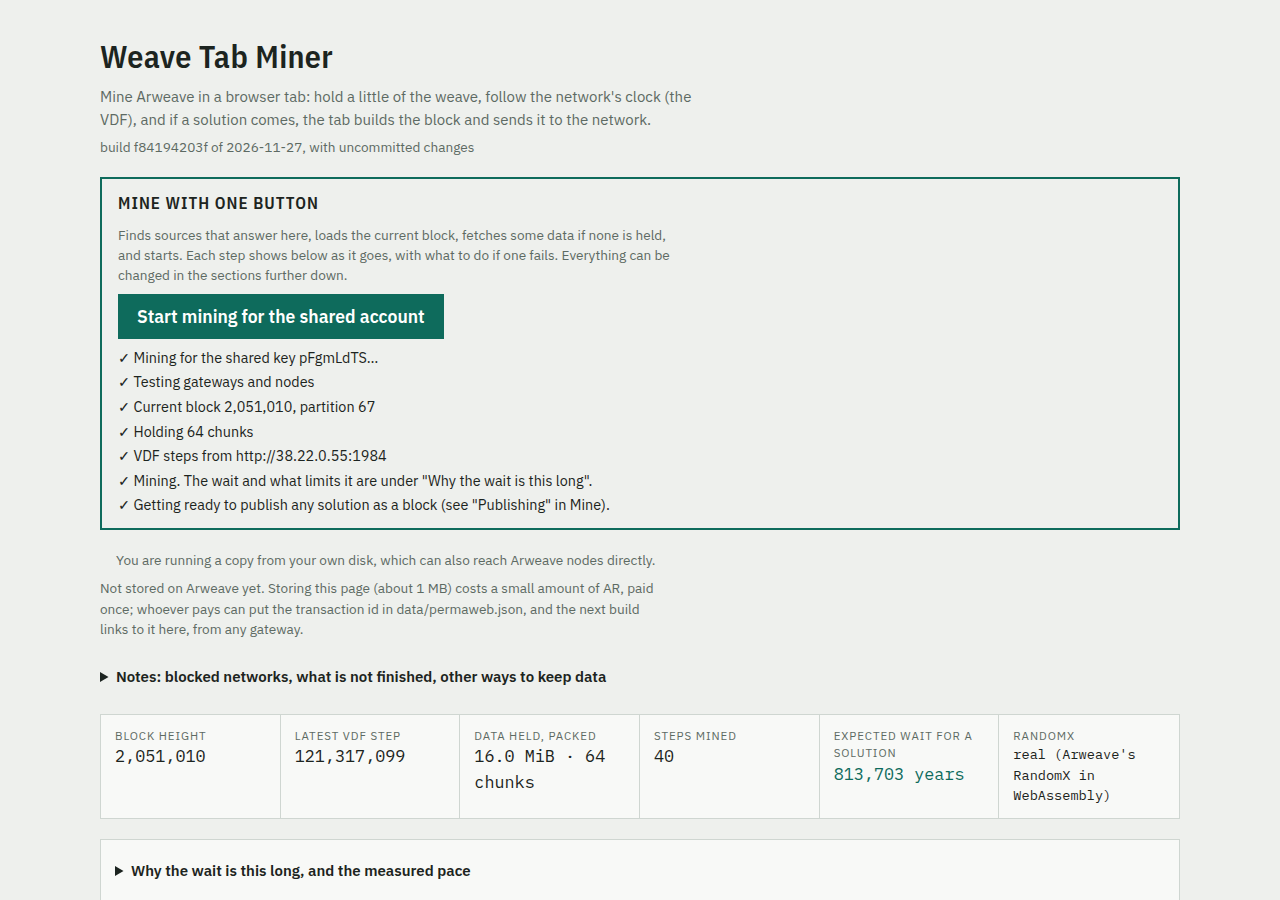 Weave Tab Miner
Mine Arweave in a browser tab: hold a little of the weave, follow the network's clock (the
VDF), and if a solution comes, the tab builds the block and sends it to the network.
build f84194203f of 2026-11-27, with uncommitted changes
MINE WITH ONE BUTTON
Finds sources that answer here, loads the current block, fetches some data if none is held,
and starts. Each step shows below as it goes, with what to do if one fails. Everything can be
changed in the sections further down.
Start mining for the shared account
✓ Mining for the shared key pFgmLdTS…
✓ Testing gateways and nodes
✓ Current block 2,051,010, partition 67
✓ Holding 64 chunks
✓ VDF steps from http://38.22.0.55:1984
✓ Mining. The wait and what limits it are under "Why the wait is this long".
✓ Getting ready to publish any solution as a block (see "Publishing" in Mine).
You are running a copy from your own disk, which can also reach Arweave nodes directly.
Not stored on Arweave yet. Storing this page (about 1 MB) costs a small amount of AR, paid
once; whoever pays can put the transaction id in data/permaweb.json, and the next build
links to it here, from any gateway.
▶ Notes: blocked networks, what is not finished, other ways to keep data
BLOCK HEIGHT
2,051,010
LATEST VDF STEP
121,317,099
DATA HELD, PACKED
16.0 MiB · 64
chunks
STEPS MINED
40
EXPECTED WAIT FOR A
SOLUTION
813,703 years
RANDOMX
real (Arweave's
RandomX in
WebAssembly)
▶ Why the wait is this long, and the measured pace